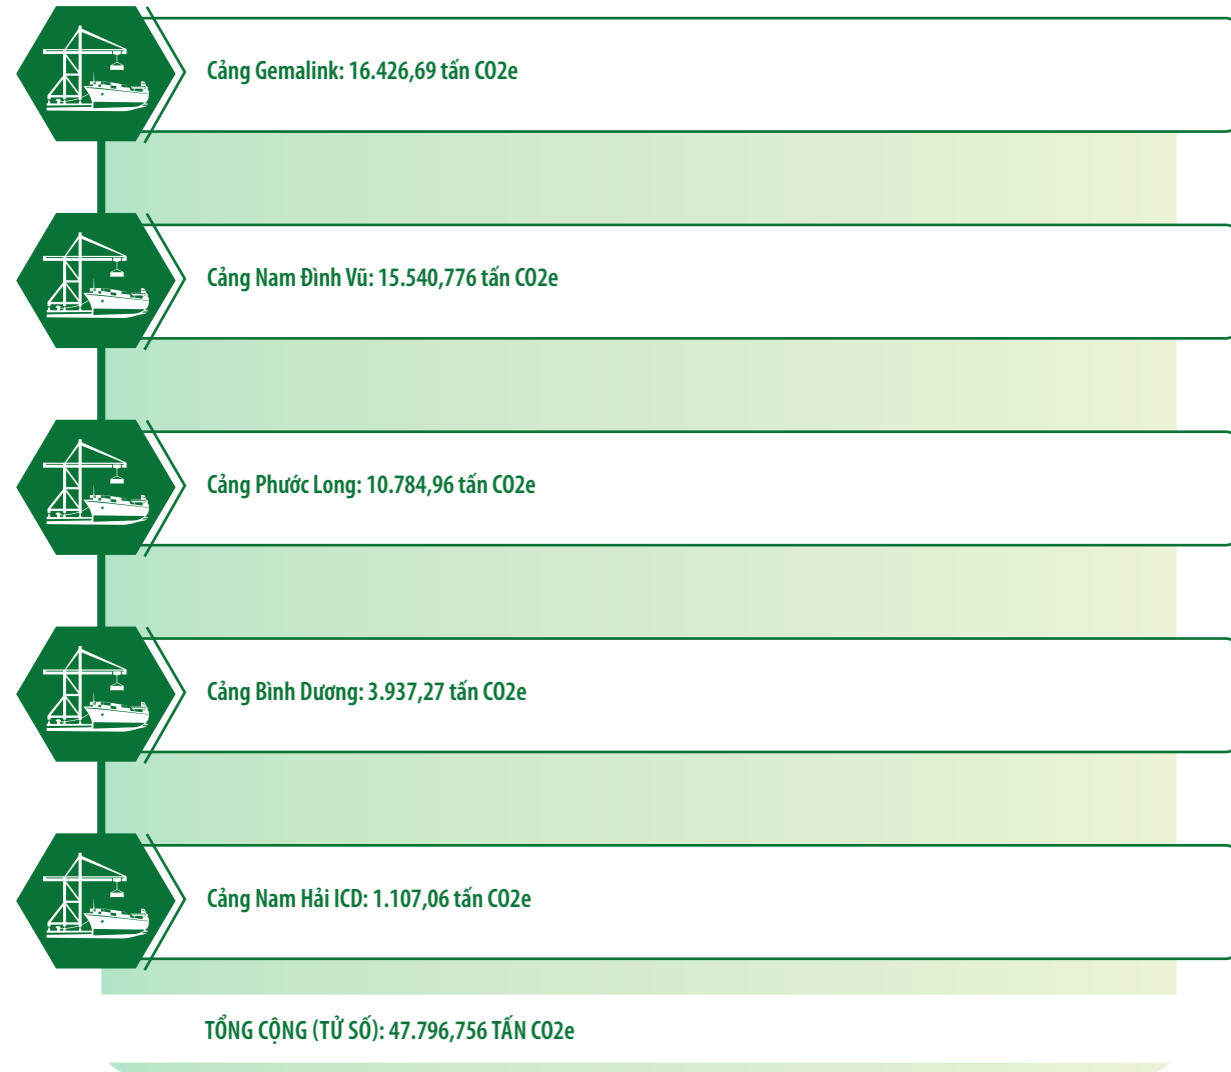 Cảng Gemalink: 16.426,69 tấn CO2e
Cảng Nam Đình Vũ: 15.540,776 tấn CO2e
Cảng Phước Long: 10.784,96 tấn CO2e
Cảng Bình Dương: 3.937,27 tấn CO2e
Cảng Nam Hải ICD: 1.107,06 tấn CO2e
TỔNG CỘNG (TỬ SỐ): 47.796,756 TẤN CO2e